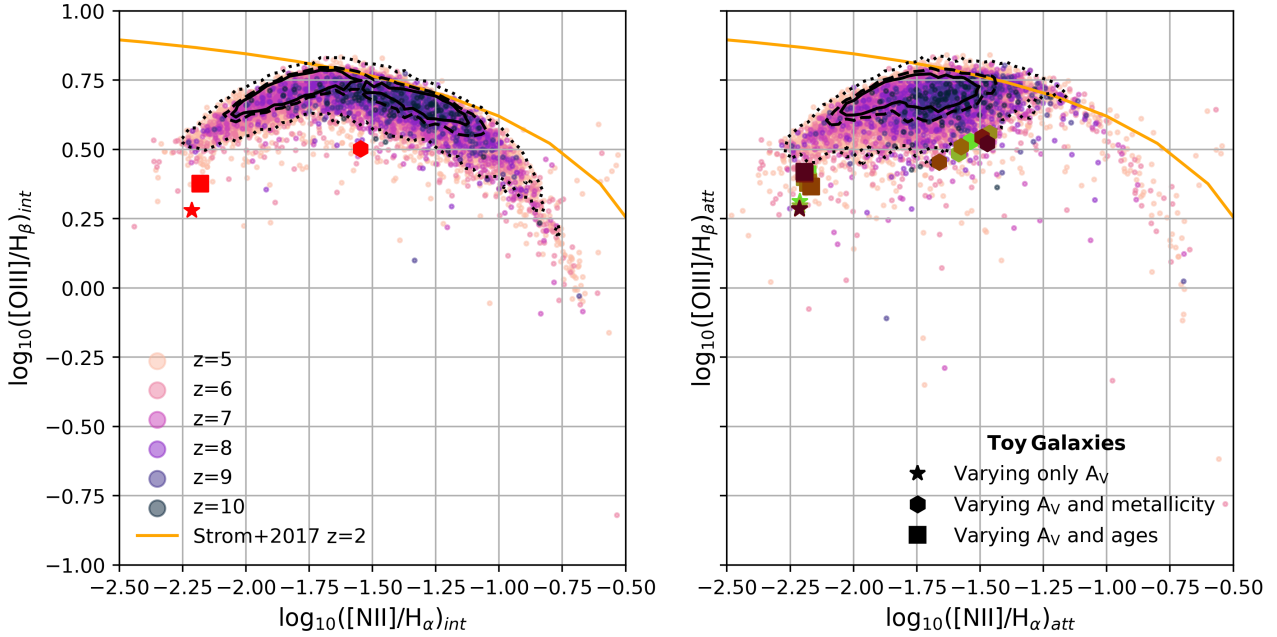 1.00
0.75
0.50
0.25
0.00
−0.25
−0.50
−0.75
−1.00
log₁₀([OIII]/Hᵦ)ᵢₙₜ
z=5
z=6
z=7
z=8
z=9
z=10
Strom+2017 z=2
−2.50 −2.25 −2.00 −1.75 −1.50 −1.25 −1.00 −0.75 −0.50
log₁₀([NII]/Hα)ᵢₙₜ
log₁₀([OIII]/Hᵦ)ₐₜₜ
Toy Galaxies
Varying only Aᵥ
Varying Aᵥ and metallicity
Varying Aᵥ and ages
−2.50 −2.25 −2.00 −1.75 −1.50 −1.25 −1.00 −0.75 −0.50
log₁₀([NII]/Hα)ₐₜₜ